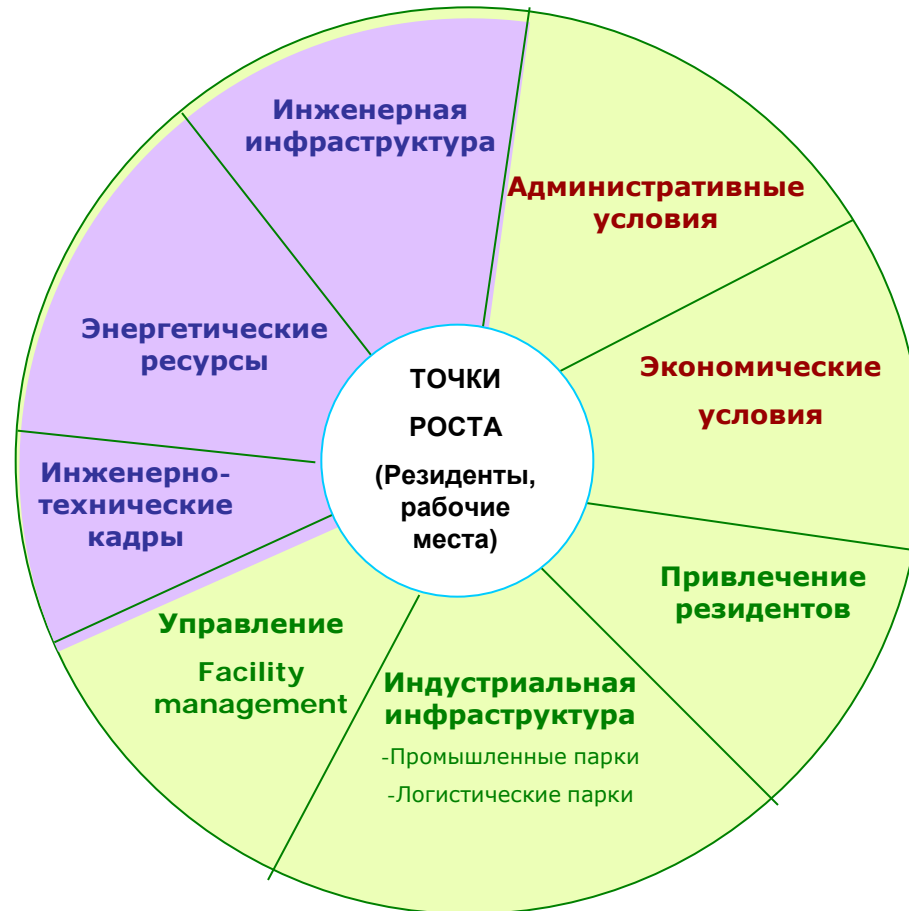 Инженерная
инфраструктура
Административные
условия
Энергетические
ресурсы
Экономические
условия
ТОЧКИ
РОСТА
(Резиденты,
рабочие
места)
Инженерно-
технические
кадры
Привлечение
резидентов
Управление
Facility
management
Индустриальная
инфраструктура
-Промышленные парки
-Логистические парки